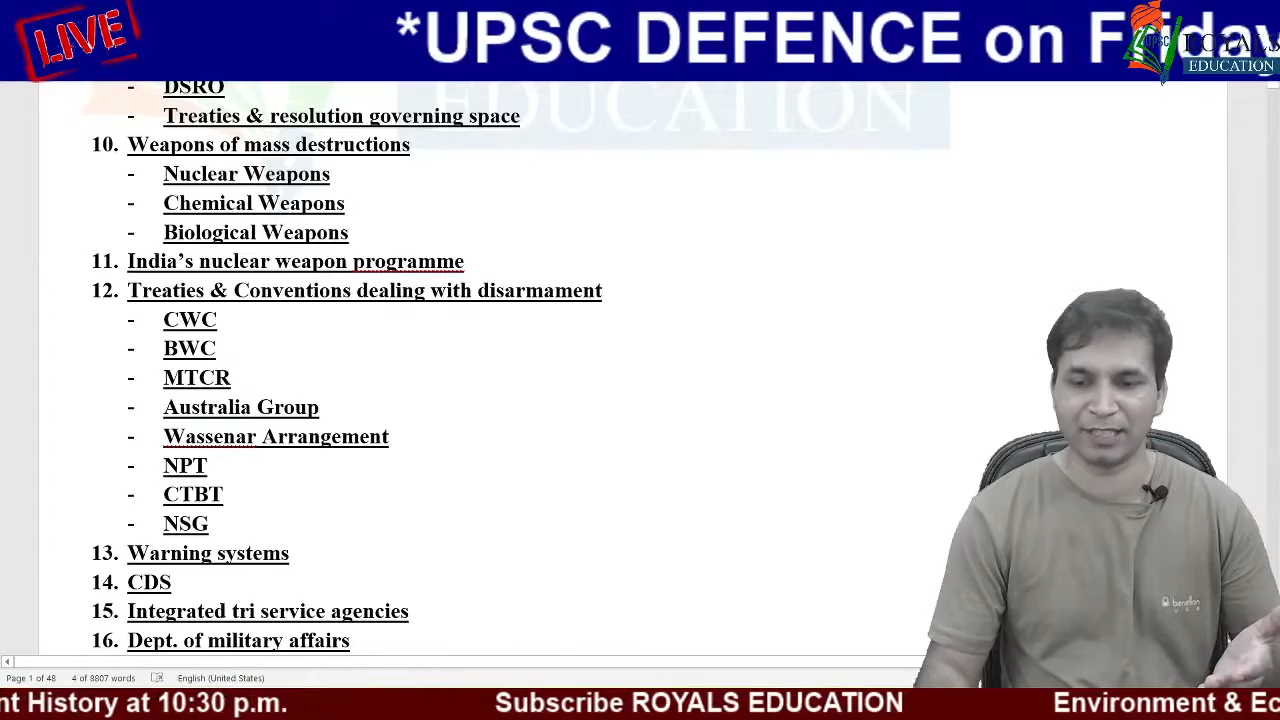 LIVE
*UPSC DEFENCE on Friday
UPSC ROYALS
EDUCATION
- DSRO
EDUCATION
- Treaties & resolution governing space
10. Weapons of mass destructions
- Nuclear Weapons
- Chemical Weapons
- Biological Weapons
11. India’s nuclear weapon programme
12. Treaties & Conventions dealing with disarmament
- CWC
- BWC
- MTCR
- Australia Group
- Wassenar Arrangement
- NPT
- CTBT
- NSG
13. Warning systems
14. CDS
15. Integrated tri service agencies
16. Dept. of military affairs
benetton
Page 1 of 48 4 of 8807 words English (United States)
nt History at 10:30 p.m. Subscribe ROYALS EDUCATION Environment & Ec